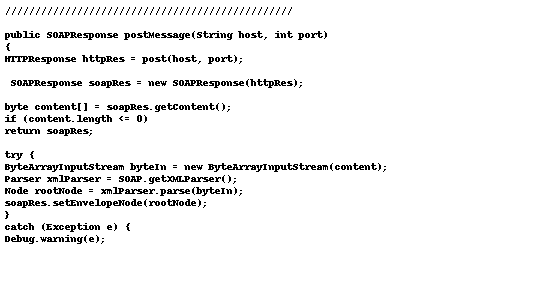 ////////////////////////////////////////////////
public SOAPResponse postMessage(String host, int port)
{
HTTPResponse httpRes = post(host, port);
SOAPResponse soapRes = new SOAPResponse(httpRes);
byte content[] = soapRes.getContent();
if (content.length <= 0)
return soapRes;
try {
ByteArrayInputStream byteIn = new ByteArrayInputStream(content);
Parser xmlParser = SOAP.getXMLParser();
Node rootNode = xmlParser.parse(byteIn);
soapRes.setEnvelopeNode(rootNode);
}
catch (Exception e) {
Debug.warning(e);